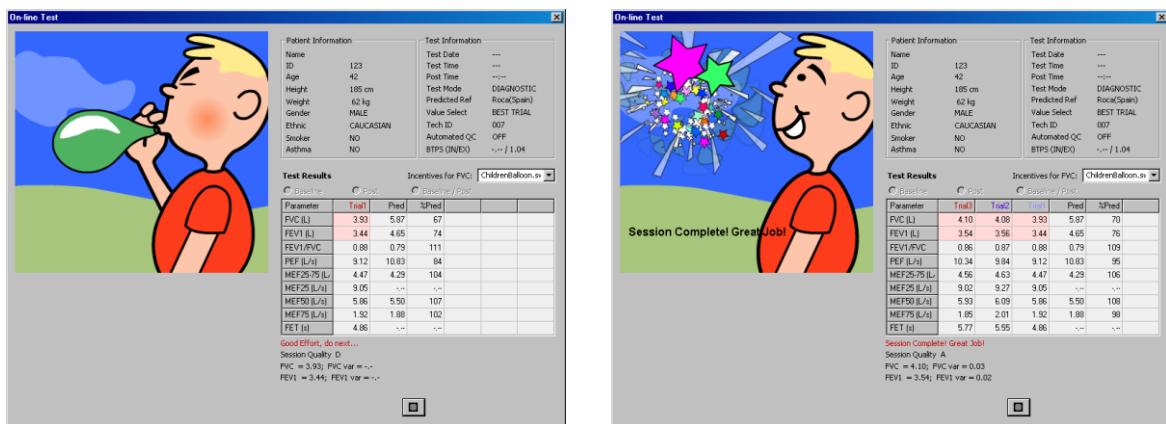 On-line Test
Patient Information
Name
ID 123
Age 42
Height 185 cm
Weight 62 kg
Gender MALE
Ethnic CAUCASIAN
Smoker NO
Asthma NO
Test Information
Test Date ---
Test Time ---
Post Time --:--
Test Mode DIAGNOSTIC
Predicted Ref Roca(Spain)
Value Select BEST TRIAL
Tech ID 007
Automated QC OFF
BTPS (IN/EX) -.-- / 1.04
Test Results Incentives for FVC: ChildrenBalloon.sv
Baseline Post Baseline / Post
Parameter Trial1 Pred %Pred
FVC (L) 3.93 5.87 67
FEV1 (L) 3.44 4.65 74
FEV1/FVC 0.88 0.79 111
PEF (L/s) 9.12 10.83 84
MEF25-75 (L/ 4.47 4.29 104
MEF25 (L/s) 9.05 -.-- -.--
MEF50 (L/s) 5.86 5.50 107
MEF75 (L/s) 1.92 1.88 102
FET (s) 4.86 -.-- -.--
Good Effort, do next...
Session Quality D
FVC = 3.93; FVC var = -.-
FEV1 = 3.44; FEV1 var = -.-
On-line Test
Session Complete! Great Job!
Patient Information
Name
ID 123
Age 42
Height 185 cm
Weight 62 kg
Gender MALE
Ethnic CAUCASIAN
Smoker NO
Asthma NO
Test Information
Test Date ---
Test Time ---
Post Time --:--
Test Mode DIAGNOSTIC
Predicted Ref Roca(Spain)
Value Select BEST TRIAL
Tech ID 007
Automated QC OFF
BTPS (IN/EX) -.-- / 1.04
Test Results Incentives for FVC: ChildrenBalloon.sv
Baseline Post Baseline / Post
Parameter Trial3 Trial2 Trial1 Pred %Pred
FVC (L) 4.10 4.08 3.93 5.87 70
FEV1 (L) 3.54 3.56 3.44 4.65 76
FEV1/FVC 0.86 0.87 0.88 0.79 109
PEF (L/s) 10.34 9.84 9.12 10.83 95
MEF25-75 (L/ 4.56 4.63 4.47 4.29 106
MEF25 (L/s) 9.02 9.27 9.05 -.-- -.--
MEF50 (L/s) 5.93 6.09 5.86 5.50 108
MEF75 (L/s) 1.85 2.01 1.92 1.88 98
FET (s) 5.77 5.55 4.86 -.-- -.--
Session Complete! Great Job!
Session Quality A
FVC = 4.10; FVC var = 0.03
FEV1 = 3.54; FEV1 var = 0.02